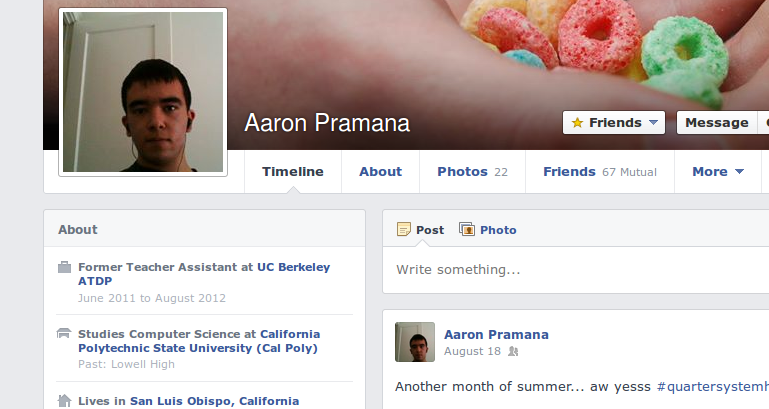 Aaron Pramana
Friends
Message
Timeline
About
Photos 22
Friends 67 Mutual
More
About
Former Teacher Assistant at UC Berkeley
ATDP
June 2011 to August 2012
Studies Computer Science at California
Polytechnic State University (Cal Poly)
Past: Lowell High
Lives in San Luis Obispo, California
Post
Photo
Write something...
Aaron Pramana
August 18
Another month of summer... aw yesss #quartersystemh